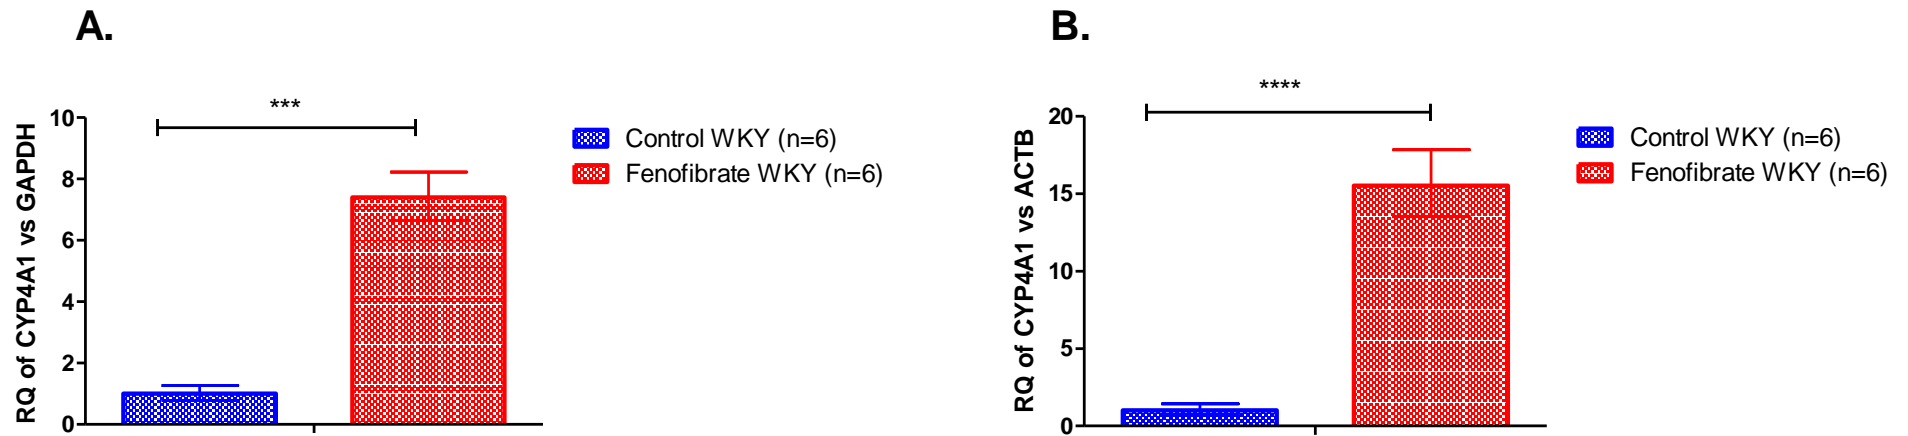 A.
***
10
8
6
4
2
0
RQ of CYP4A1 vs GAPDH
Control WKY (n=6)
Fenofibrate WKY (n=6)
B.
****
20
15
10
5
0
RQ of CYP4A1 vs ACTB
Control WKY (n=6)
Fenofibrate WKY (n=6)